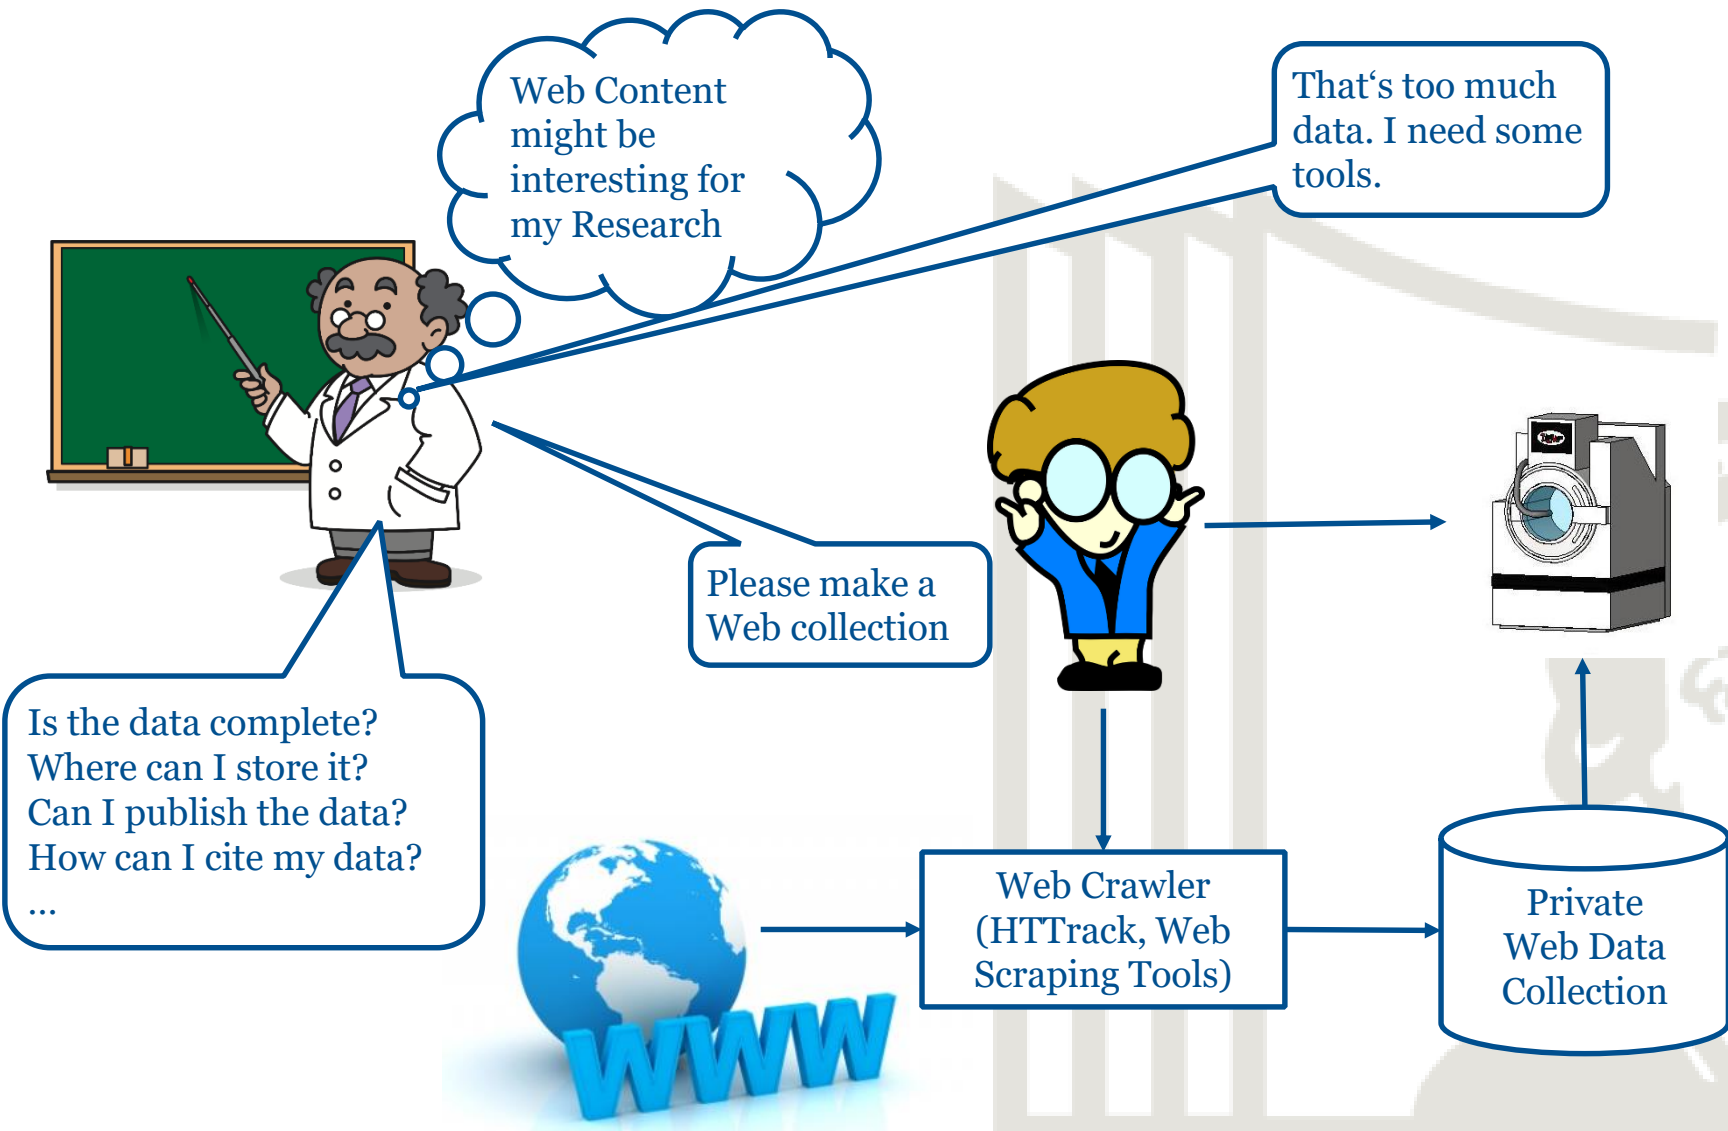 Web Content
might be
interesting for
my Research
That‘s too much
data. I need some
tools.
Please make a
Web collection
Is the data complete?
Where can I store it?
Can I publish the data?
How can I cite my data?
...
WWW
Web Crawler
(HTTrack, Web
Scraping Tools)
Private
Web Data
Collection